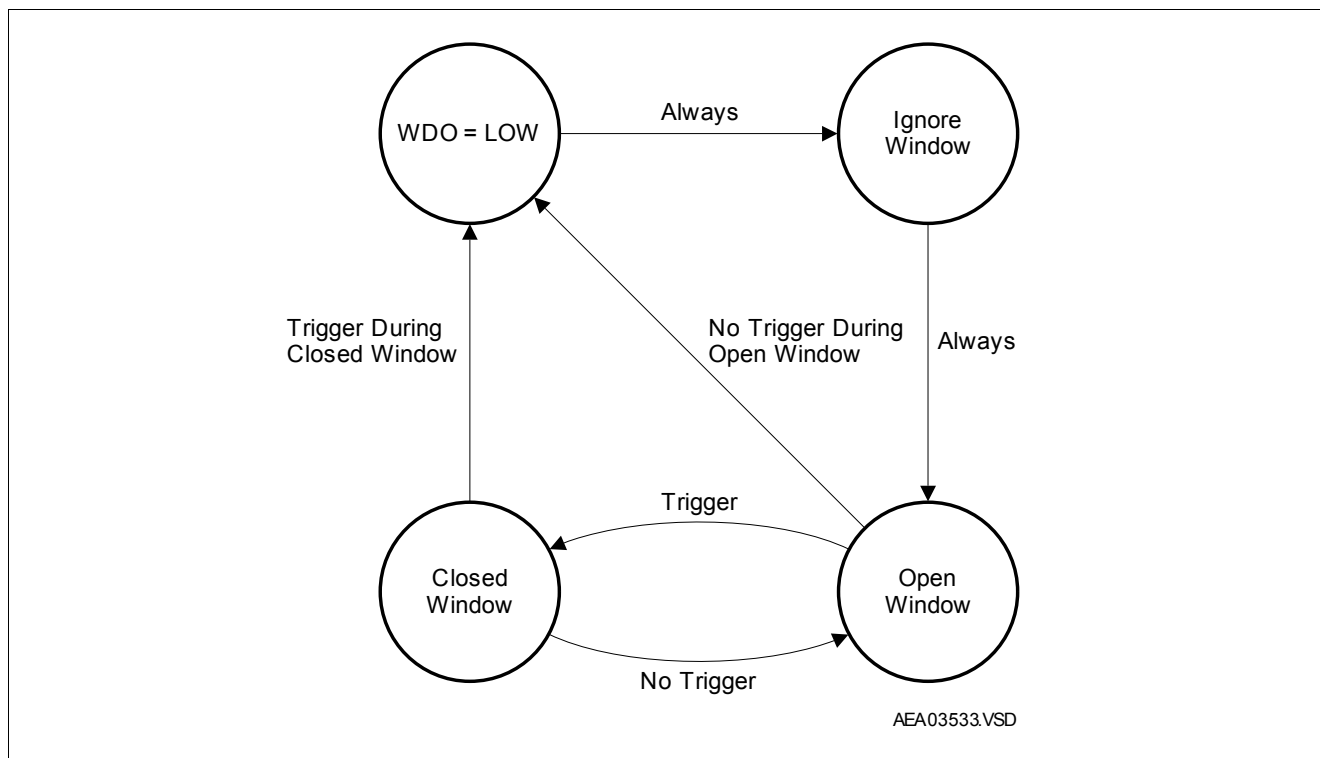 WDO = LOW
Always
Ignore
Window
Trigger During
Closed Window
No Trigger During
Open Window
Always
Trigger
Closed
Window
Open
Window
No Trigger
AEA03533.VSD